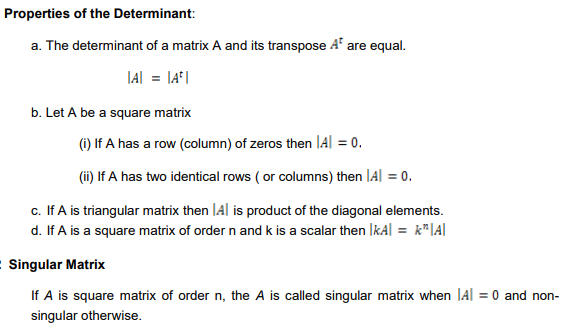 Properties of the Determinant:
a. The determinant of a matrix A and its transpose Aᵗ are equal.
|A| = |Aᵗ|
b. Let A be a square matrix
(i) If A has a row (column) of zeros then |A| = 0.
(ii) If A has two identical rows ( or columns) then |A| = 0.
c. If A is triangular matrix then |A| is product of the diagonal elements.
d. If A is a square matrix of order n and k is a scalar then |kA| = kⁿ|A|
Singular Matrix
If A is square matrix of order n, the A is called singular matrix when |A| = 0 and non-
singular otherwise.